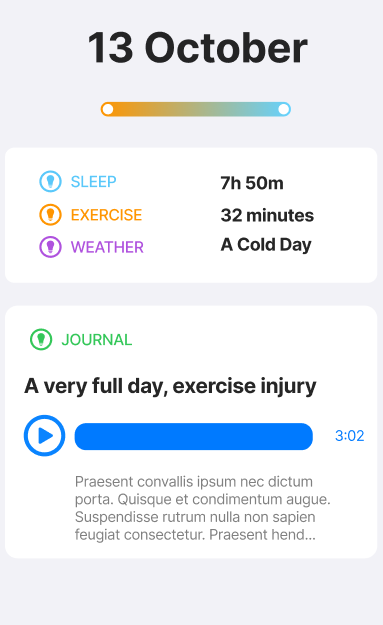 13 October
SLEEP 7h 50m
EXERCISE 32 minutes
WEATHER A Cold Day
JOURNAL
A very full day, exercise injury
3:02
Praesent convallis ipsum nec dictum
porta. Quisque et condimentum augue.
Suspendisse rutrum nulla non sapien
feugiat consectetur. Praesent hend...